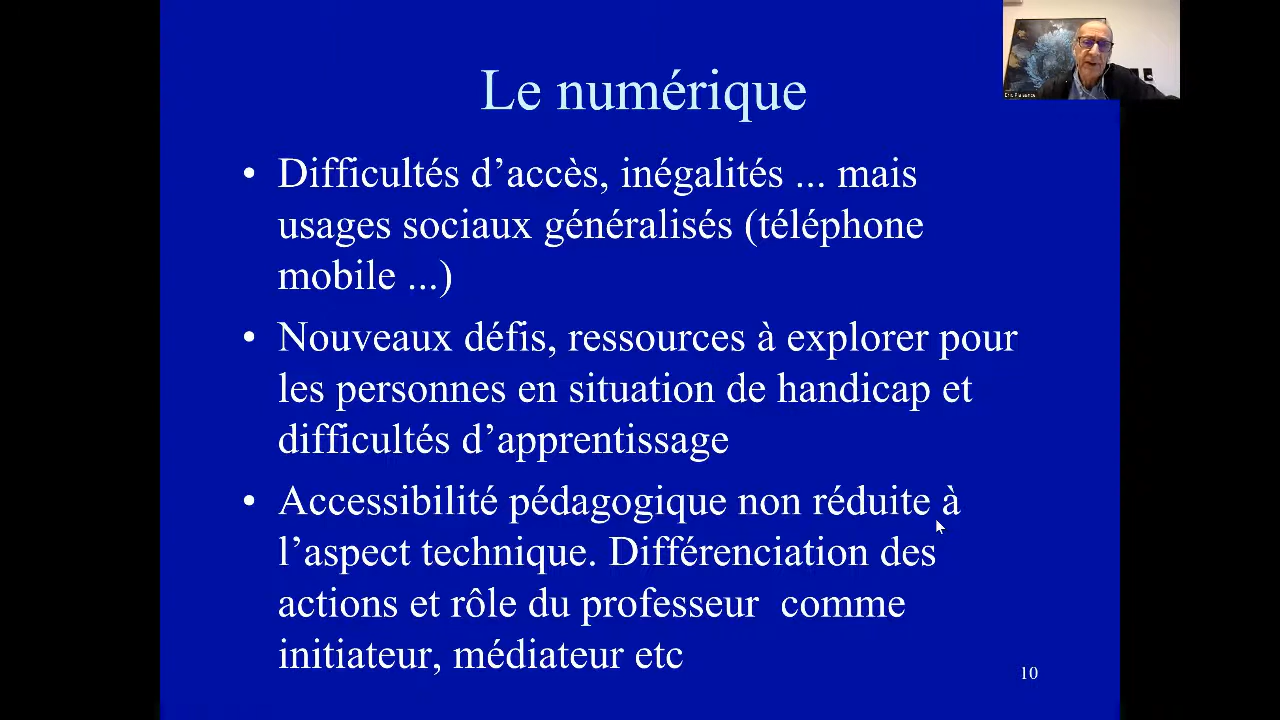 Le numérique
Eric Plaisance
• Difficultés d’accès, inégalités ... mais
usages sociaux généralisés (téléphone
mobile ...)
• Nouveaux défis, ressources à explorer pour
les personnes en situation de handicap et
difficultés d’apprentissage
• Accessibilité pédagogique non réduite à
l’aspect technique. Différenciation des
actions et rôle du professeur comme
initiateur, médiateur etc
10